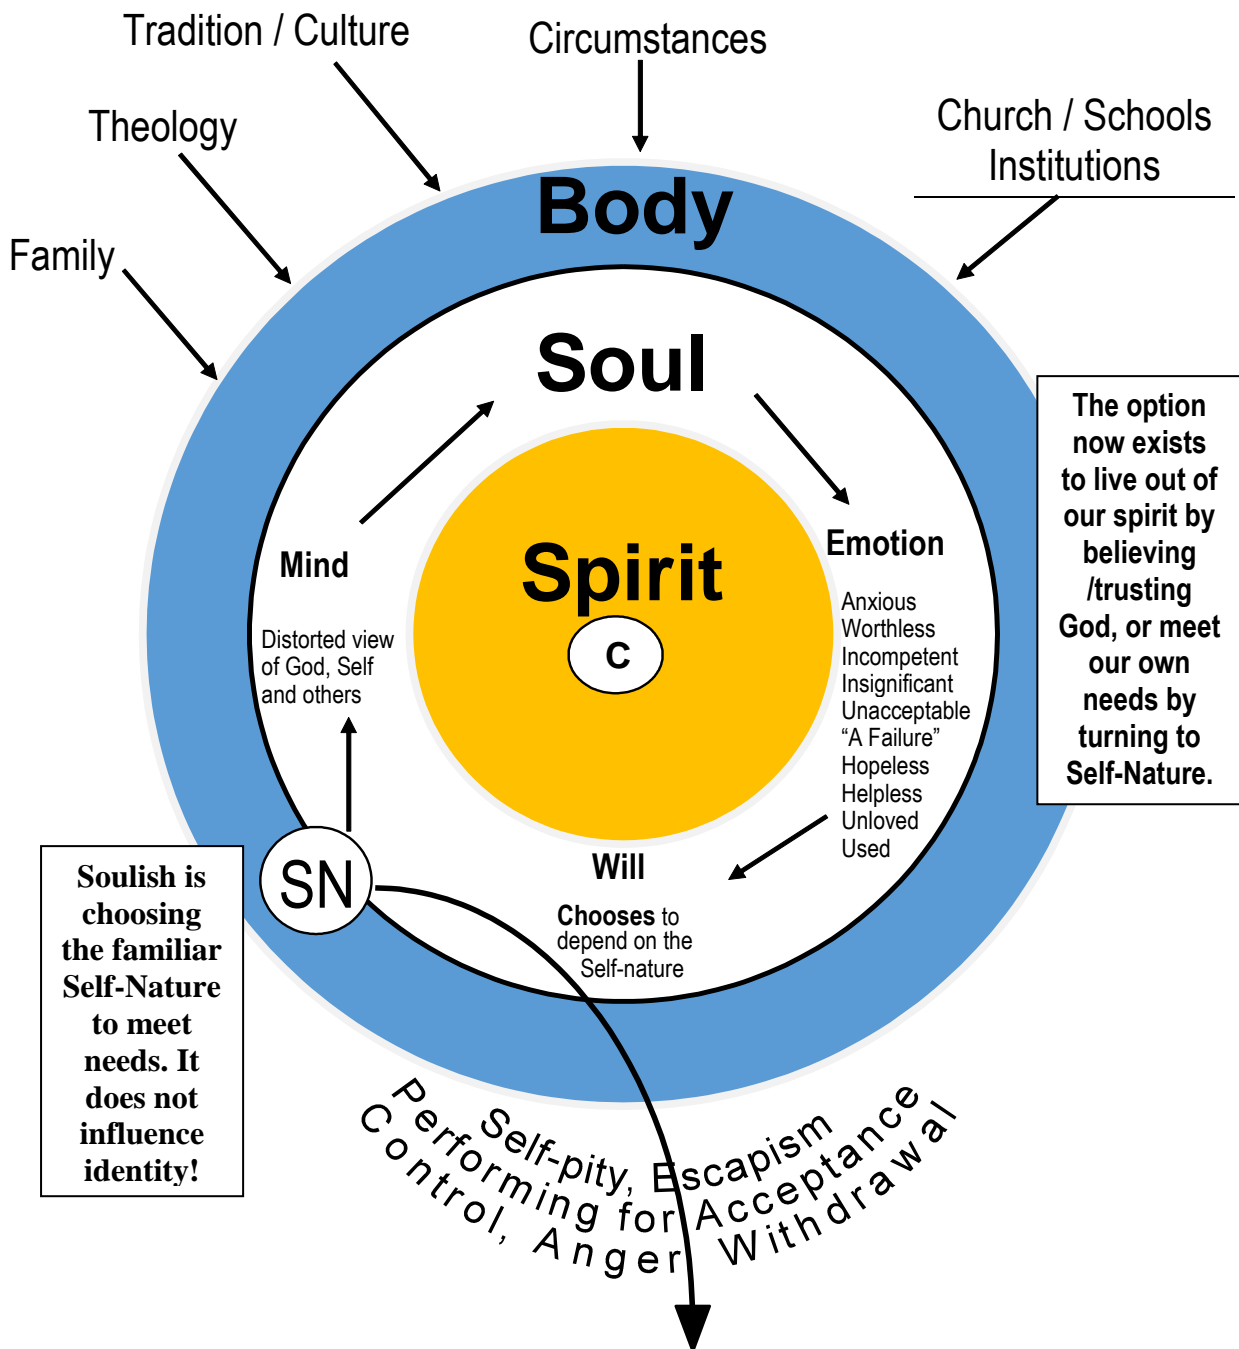 Tradition / Culture
Circumstances
Theology
Church / Schools
Institutions
Family
Body
Soul
Spirit
C
Mind
Distorted view
of God, Self
and others
Emotion
Anxious
Worthless
Incompetent
Insignificant
Unacceptable
“A Failure”
Hopeless
Helpless
Unloved
Used
Will
Chooses to
depend on the
Self-nature
SN
The option
now exists
to live out of
our spirit by
believing
/trusting
God, or meet
our own
needs by
turning to
Self-Nature.
Soulish is
choosing
the familiar
Self-Nature
to meet
needs. It
does not
influence
identity!
Self-pity, Escapism
Performing for Acceptance
Control, Anger, Withdrawal